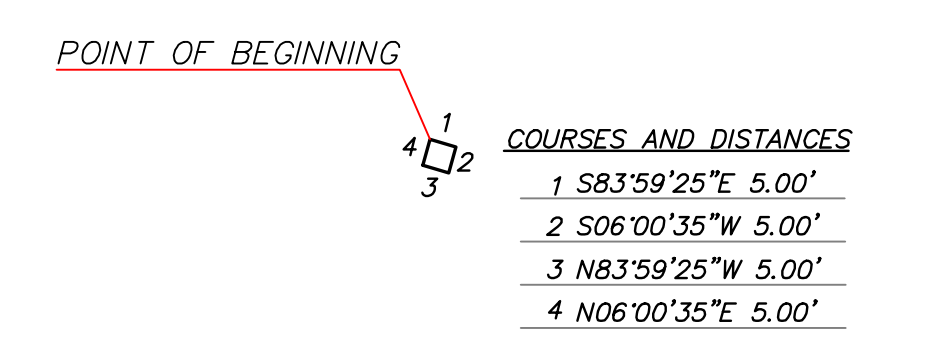 POINT OF BEGINNING
1
4
2
3
COURSES AND DISTANCES
1 S83°59'25"E 5.00'
2 S06°00'35"W 5.00'
3 N83°59'25"W 5.00'
4 N06°00'35"E 5.00'